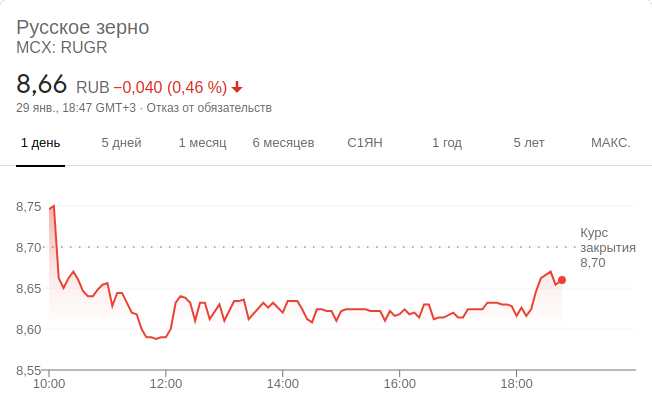 Русское зерно
MCX: RUGR
8,66 RUB −0,040 (0,46 %)
29 янв., 18:47 GMT+3 · Отказ от обязательств
1 день 5 дней 1 месяц 6 месяцев С1ЯН 1 год 5 лет МАКС.
8,75
8,70
8,65
8,60
8,55
Курс
закрытия
8,70
10:00 12:00 14:00 16:00 18:00